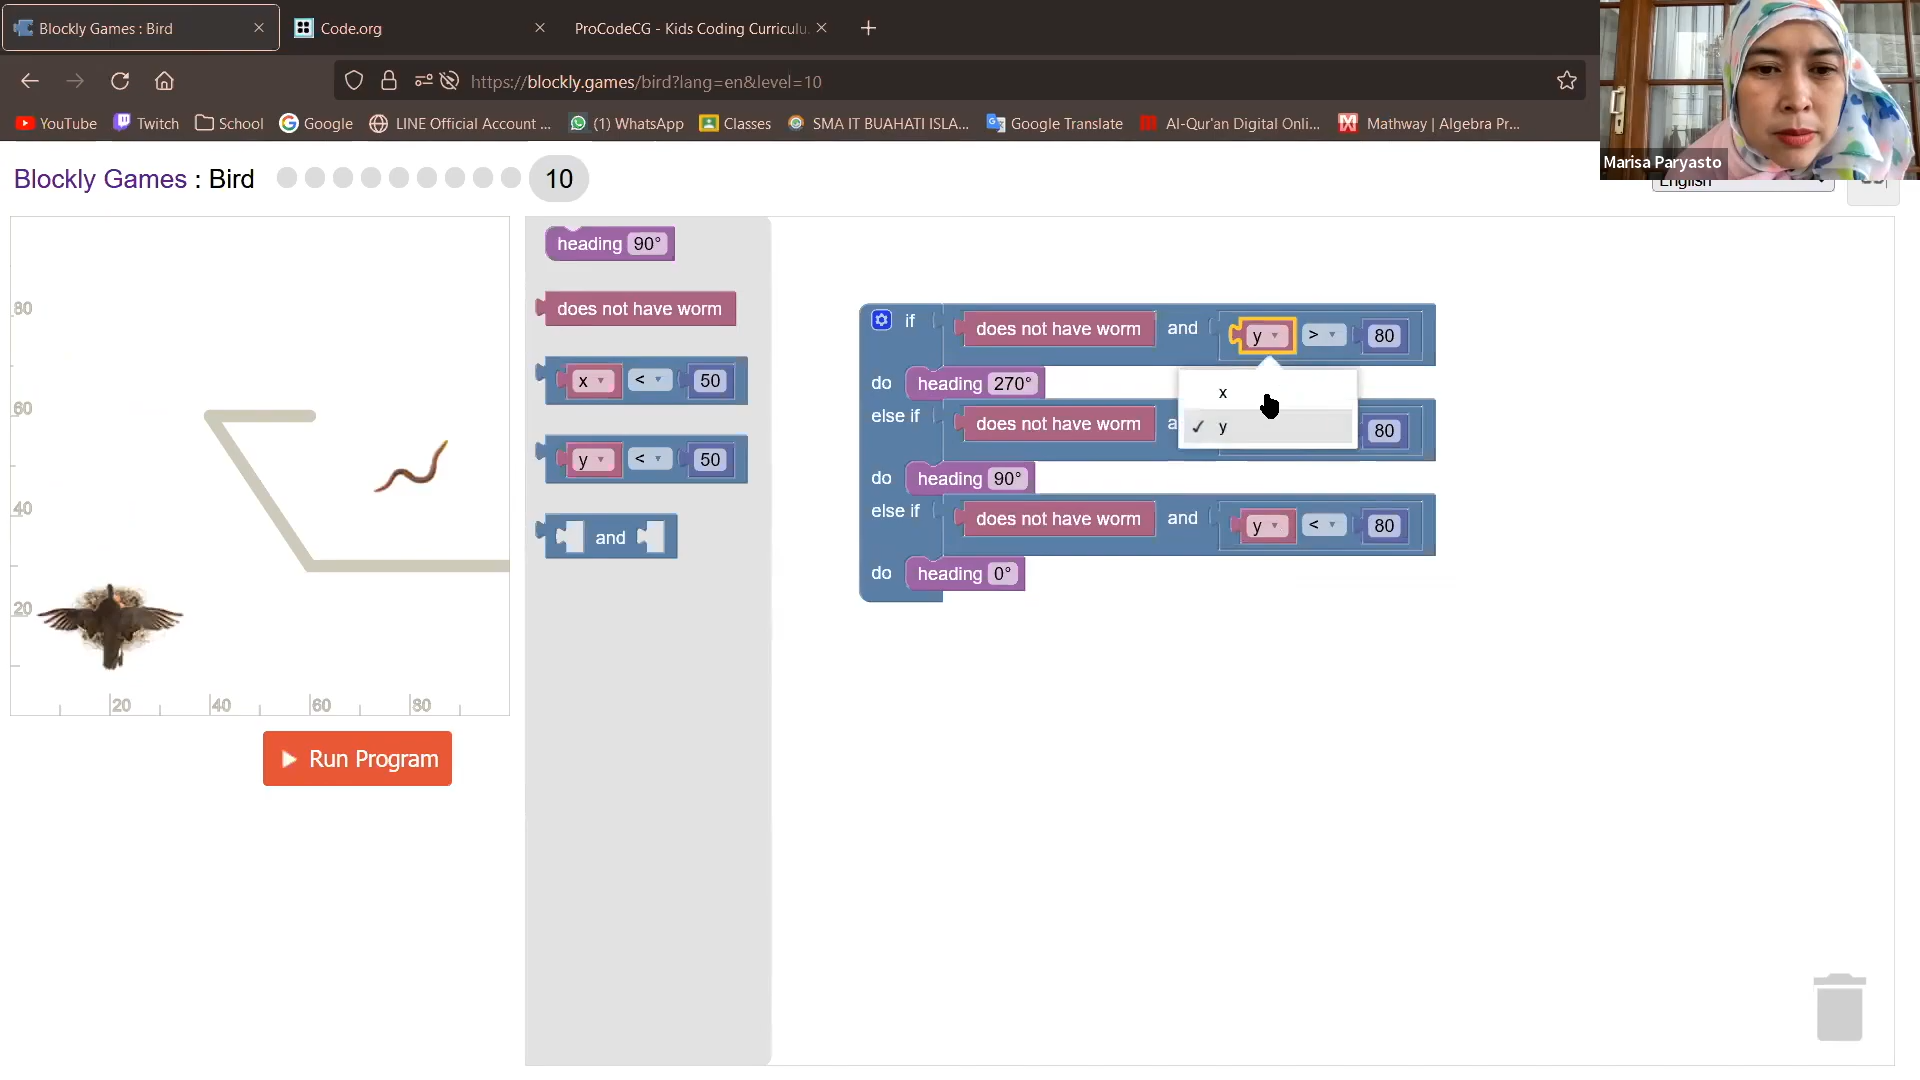 Blockly Games : Bird
Code.org
ProCodeCG - Kids Coding Curriculu
https://blockly.games/bird?lang=en&level=10
YouTube
Twitch
School
Google
LINE Official Account ...
(1) WhatsApp
Classes
SMA IT BUAHATI ISLA...
Google Translate
Al-Qur'an Digital Onli...
Mathway | Algebra Pr...
Marisa Paryasto
Blockly Games : Bird
10
English
80
60
40
20
20
40
60
80
Run Program
heading 90°
does not have worm
x < 50
y < 50
and
if does not have worm and y > 80
do heading 270°
x
y
else if does not have worm a 80
do heading 90°
else if does not have worm and y < 80
do heading 0°